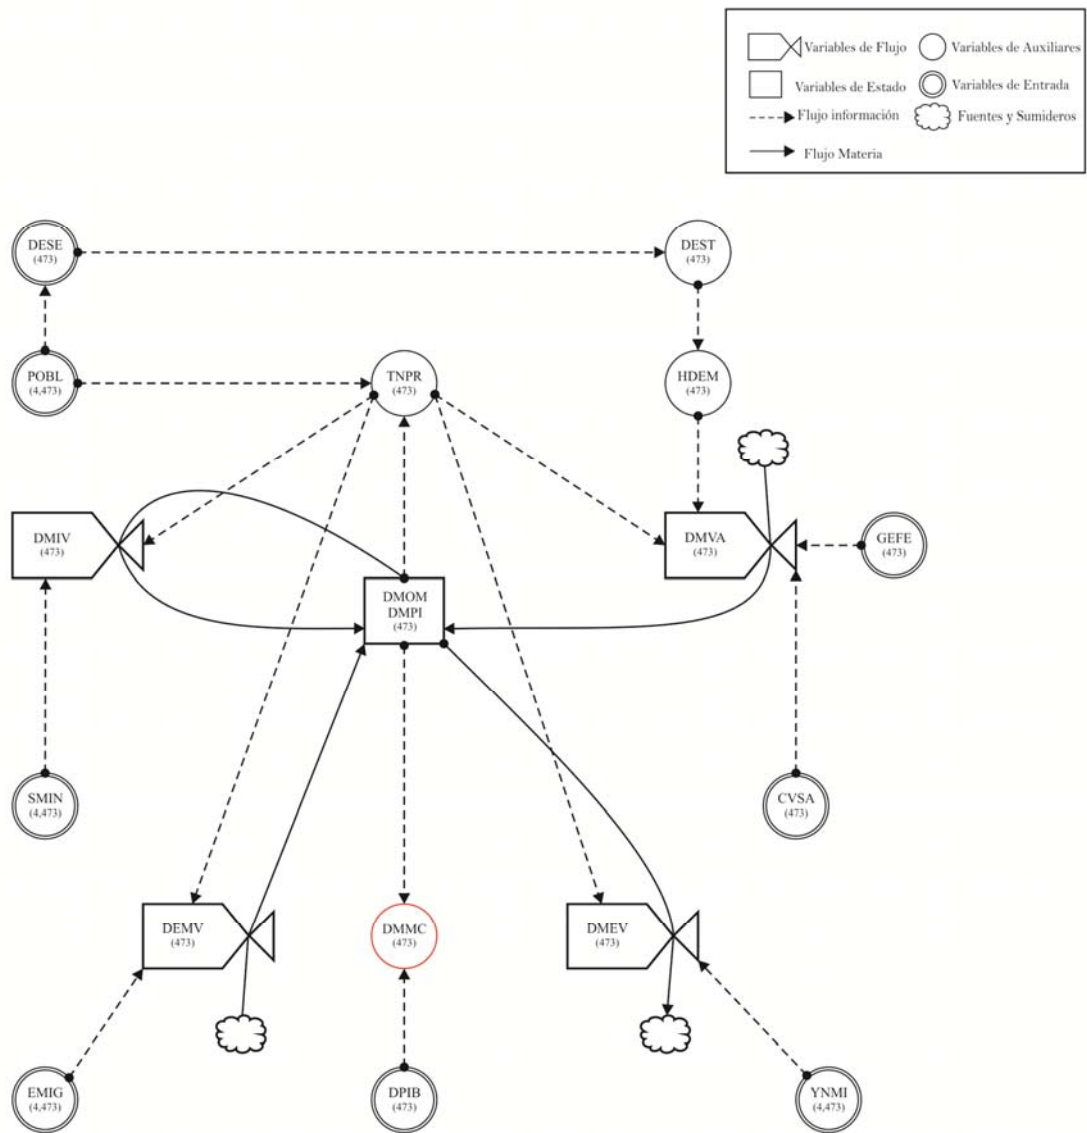 Variables de Flujo
Variables de Auxiliares
Variables de Estado
Variables de Entrada
Flujo información
Fuentes y Sumideros
Flujo Materia
DESE
(473)
DEST
(473)
POBL
(4,473)
TNPR
(473)
HDEM
(473)
DMIV
(473)
DMVA
(473)
GEFE
(473)
DMOM
DMPI
(473)
SMIN
(4,473)
CVSA
(473)
DEMV
(473)
DMMC
(473)
DMEV
(473)
EMIG
(4,473)
DPIB
(473)
YNMI
(4,473)